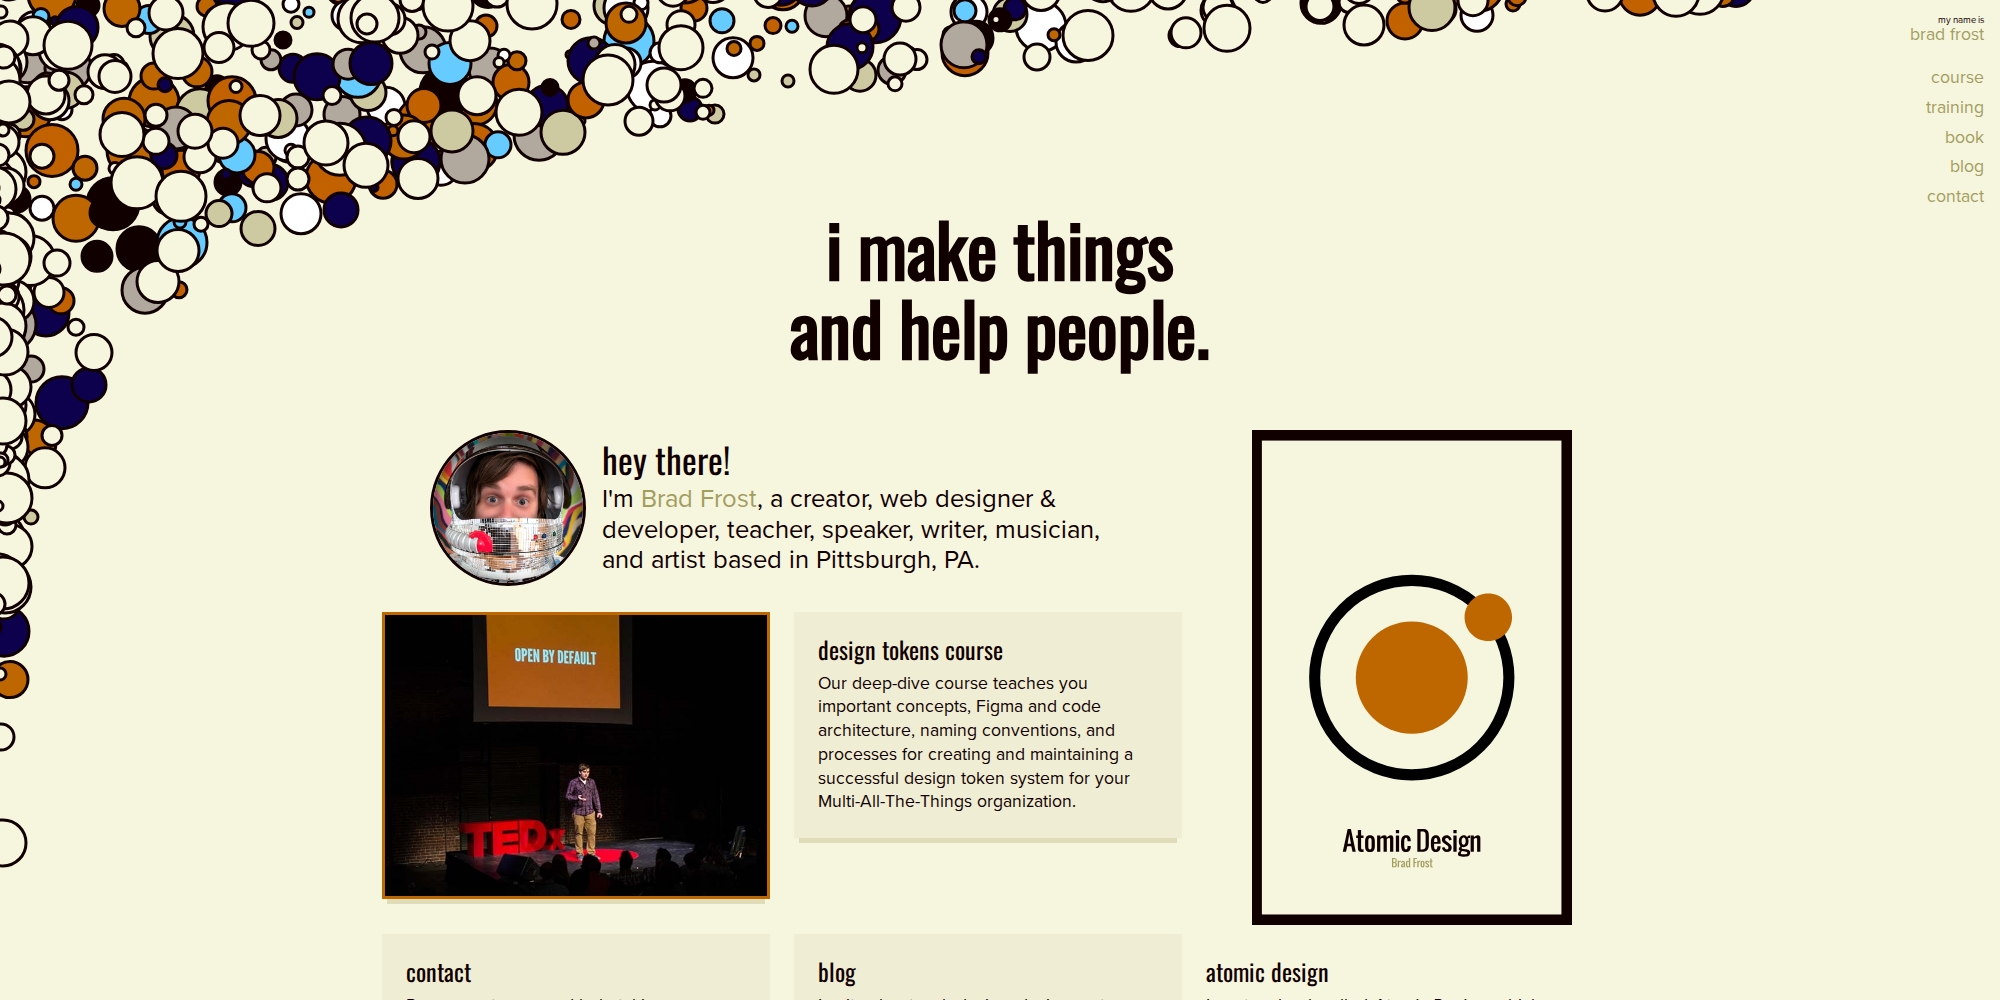 my name is
brad frost
course
training
book
blog
contact
i make things
and help people.
hey there!
I'm Brad Frost, a creator, web designer &
developer, teacher, speaker, writer, musician,
and artist based in Pittsburgh, PA.
OPEN BY DEFAULT
TEDx
design tokens course
Our deep-dive course teaches you
important concepts, Figma and code
architecture, naming conventions, and
processes for creating and maintaining a
successful design token system for your
Multi-All-The-Things organization.
Atomic Design
Brad Frost
contact
blog
atomic design